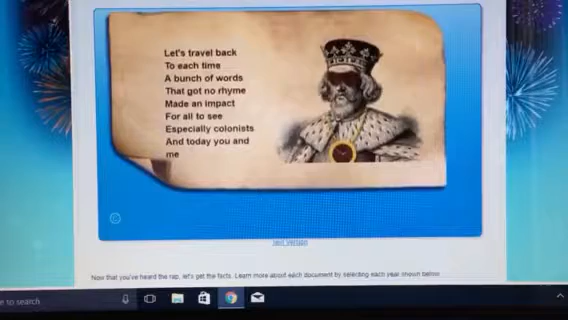 Let's travel back
To each time
A bunch of words
That got no rhyme
Made an impact
For all to see
Especially colonists
And today you and
me
Text Version
Now that you've heard the rap, let's get the facts. Learn more about each document by selecting each year shown below
e to search